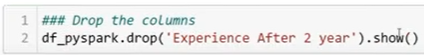 1 ### Drop the columns
2 df_pyspark.drop('Experience After 2 year').show()